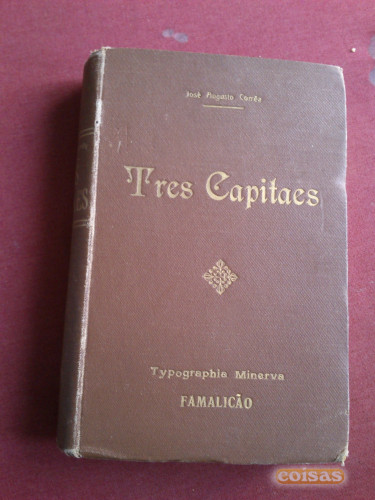 José Augusto Corrêa
Tres Capitaes
Typographia Minerva
FAMALICÃO
coisas